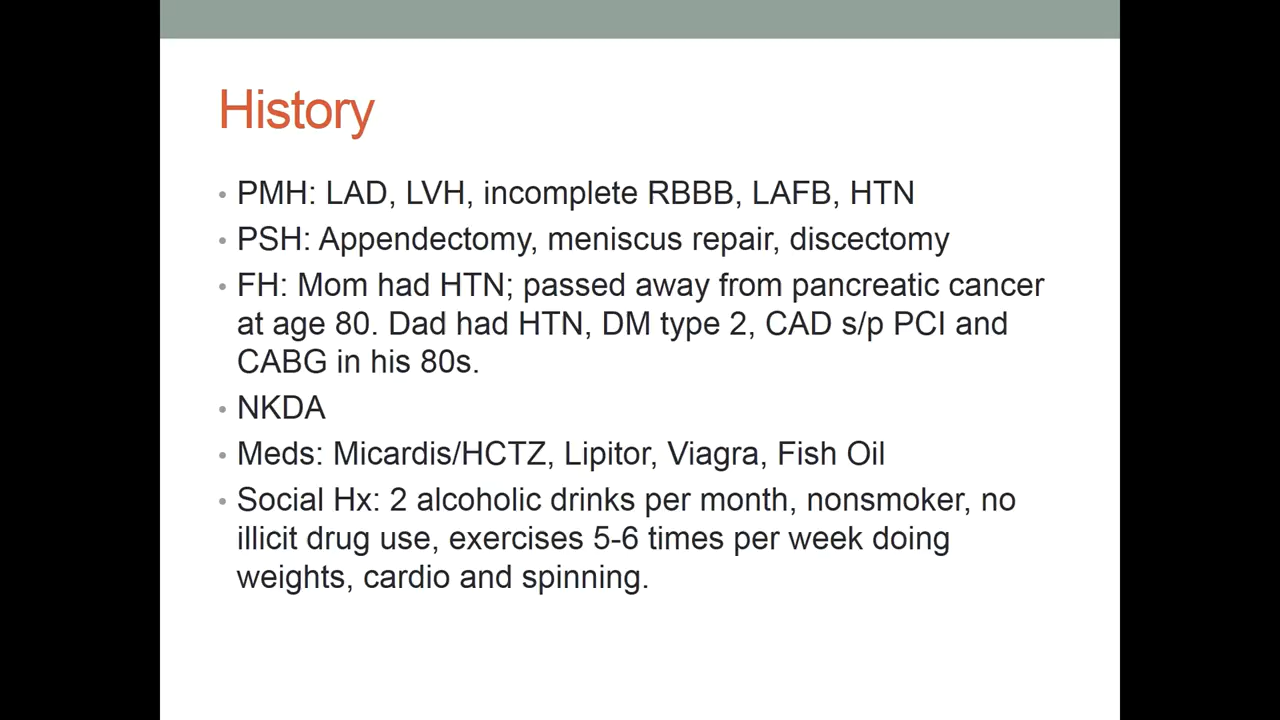 History
• PMH: LAD, LVH, incomplete RBBB, LAFB, HTN
• PSH: Appendectomy, meniscus repair, discectomy
• FH: Mom had HTN; passed away from pancreatic cancer
at age 80. Dad had HTN, DM type 2, CAD s/p PCI and
CABG in his 80s.
• NKDA
• Meds: Micardis/HCTZ, Lipitor, Viagra, Fish Oil
• Social Hx: 2 alcoholic drinks per month, nonsmoker, no
illicit drug use, exercises 5-6 times per week doing
weights, cardio and spinning.